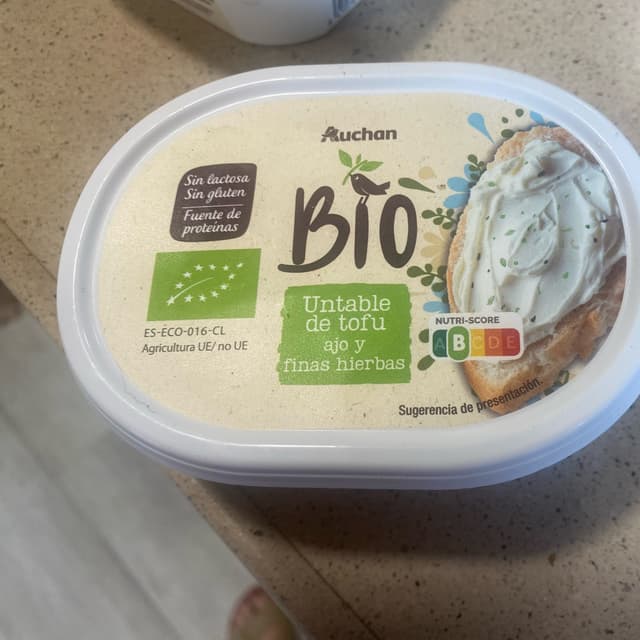 Auchan
Sin lactosa
Sin gluten
Fuente de
proteínas
BIO
ES-ECO-016-CL
Agricultura UE/ no UE
Untable
de tofu
ajo y
finas hierbas
NUTRI-SCORE
A B C D E
Sugerencia de presentación.